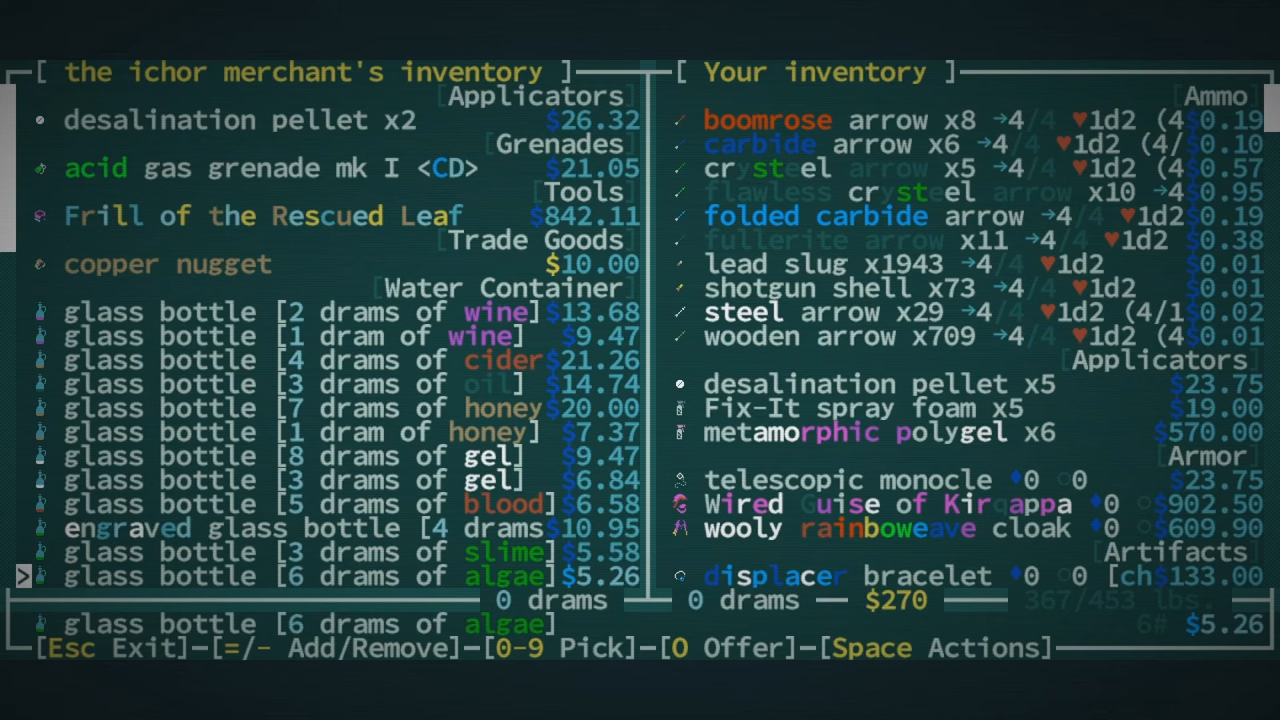 [ the ichor merchant's inventory ]
[Applicators]
desalination pellet x2 $26.32
[Grenades]
acid gas grenade mk I <CD> $21.05
[Tools]
Frill of the Rescued Leaf $842.11
[Trade Goods]
copper nugget $10.00
[Water Container]
glass bottle [2 drams of wine] $13.68
glass bottle [1 dram of wine] $9.47
glass bottle [4 drams of cider $21.26
glass bottle [3 drams of oil] $14.74
glass bottle [7 drams of honey $20.00
glass bottle [1 dram of honey] $7.37
glass bottle [8 drams of gel] $9.47
glass bottle [3 drams of gel] $6.84
glass bottle [5 drams of blood] $6.58
engraved glass bottle [4 drams $10.95
glass bottle [3 drams of slime] $5.58
> glass bottle [6 drams of algae] $5.26
[ Your inventory ]
[Ammo]
boomrose arrow x8 →4/4 ♥1d2 (4 $0.19
carbide arrow x6 →4/4 ♥1d2 (4/ $0.10
crysteel arrow x5 →4/4 ♥1d2 (4 $0.57
flawless crysteel arrow x10 →4 $0.95
folded carbide arrow →4/4 ♥1d2 $0.19
fullerite arrow x11 →4/4 ♥1d2 $0.38
lead slug x1943 →4/4 ♥1d2 $0.01
shotgun shell x73 →4/4 ♥1d2 $0.01
steel arrow x29 →4/4 ♥1d2 (4/1 $0.02
wooden arrow x709 →4/4 ♥1d2 (4 $0.01
[Applicators]
desalination pellet x5 $23.75
Fix-It spray foam x5 $19.00
metamorphic polygel x6 $570.00
[Armor]
telescopic monocle ♦0 ○0 $23.75
Wired Guise of Kirqappa ♦0 ○ $902.50
wooly rainboweave cloak ♦0 ○ $609.90
[Artifacts]
displacer bracelet ♦0 ○0 [ch $133.00
0 drams 0 drams $270 367/453 lbs.
glass bottle [6 drams of algae] 6# $5.26
[Esc Exit]-[=/- Add/Remove]-[0-9 Pick]-[O Offer]-[Space Actions]